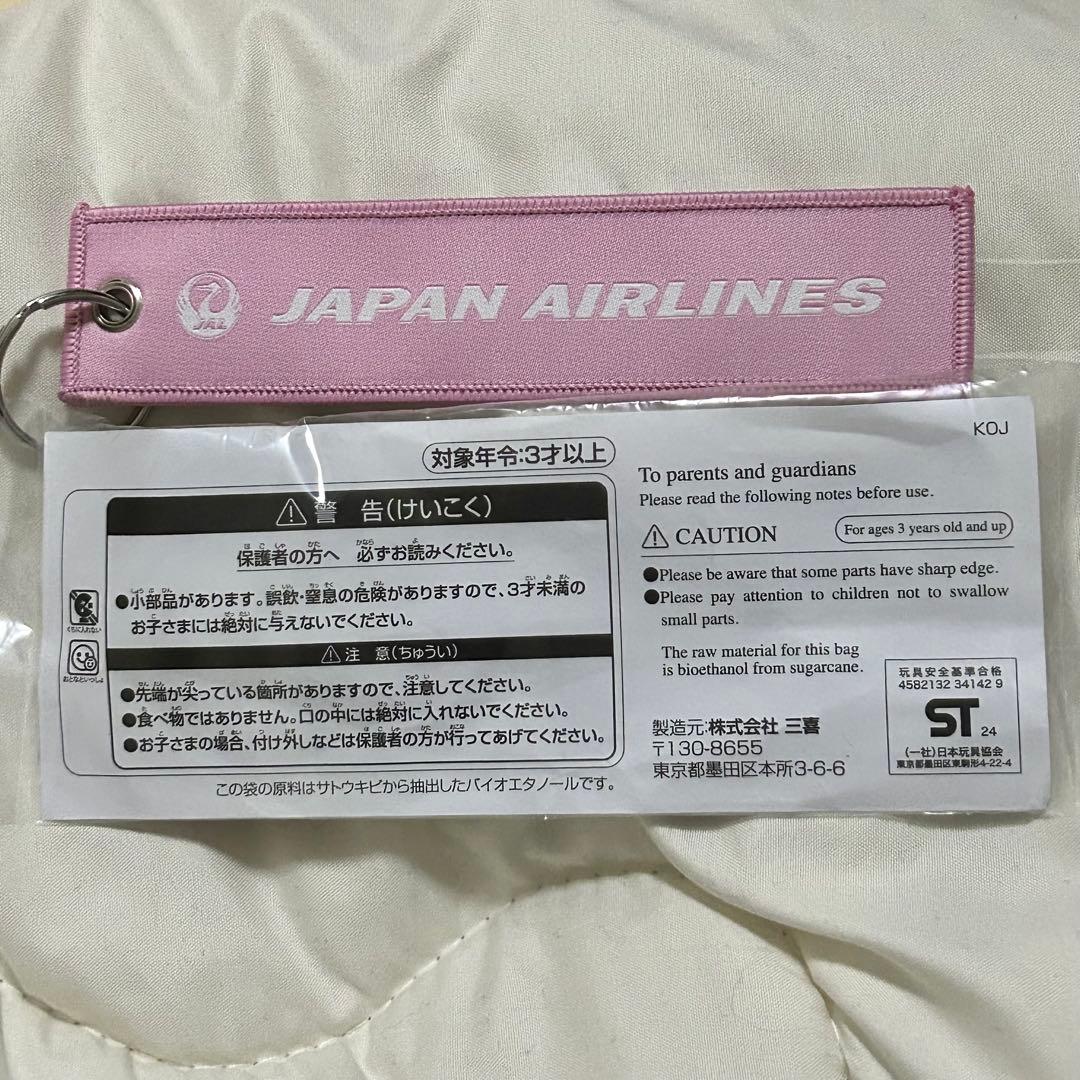 JAL
JAPAN AIRLINES
KOJ
対象年令:3才以上
警 告(けいこく)
保護者の方へ 必ずお読みください。
●小部品があります。誤飲・窒息の危険がありますので、3才未満の
お子さまには絶対に与えないでください。
くちに入れない
おとなといっしょ
注 意(ちゅうい)
●先端が尖っている箇所がありますので、注意してください。
●食べ物ではありません。口の中には絶対に入れないでください。
●お子さまの場合、付け外しなどは保護者の方が行ってあげてください。
この袋の原料はサトウキビから抽出したバイオエタノールです。
To parents and guardians
Please read the following notes before use.
CAUTION
For ages 3 years old and up
●Please be aware that some parts have sharp edge.
●Please pay attention to children not to swallow
small parts.
The raw material for this bag
is bioethanol from sugarcane.
製造元:株式会社 三喜
〒130-8655
東京都墨田区本所3-6-6
玩具安全基準合格
4582132 34142 9
ST 24
(一社)日本玩具協会
東京都墨田区東駒形4-22-4